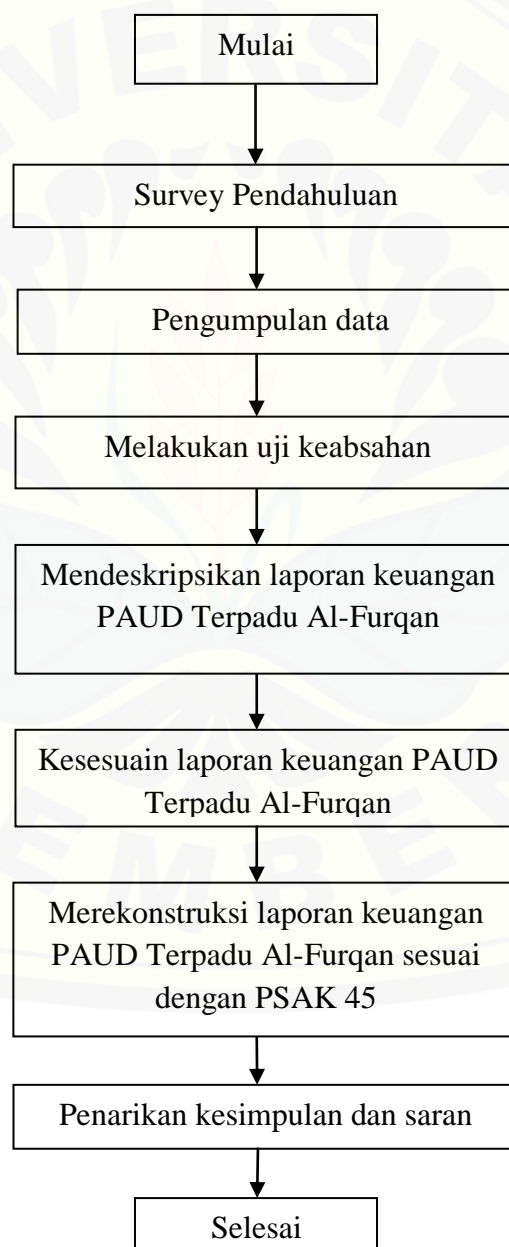 Mulai
Survey Pendahuluan
Pengumpulan data
Melakukan uji keabsahan
Mendeskripsikan laporan keuangan
PAUD Terpadu Al-Furqan
Kesesuain laporan keuangan PAUD
Terpadu Al-Furqan
Merekonstruksi laporan keuangan
PAUD Terpadu Al-Furqan sesuai
dengan PSAK 45
Penarikan kesimpulan dan saran
Selesai